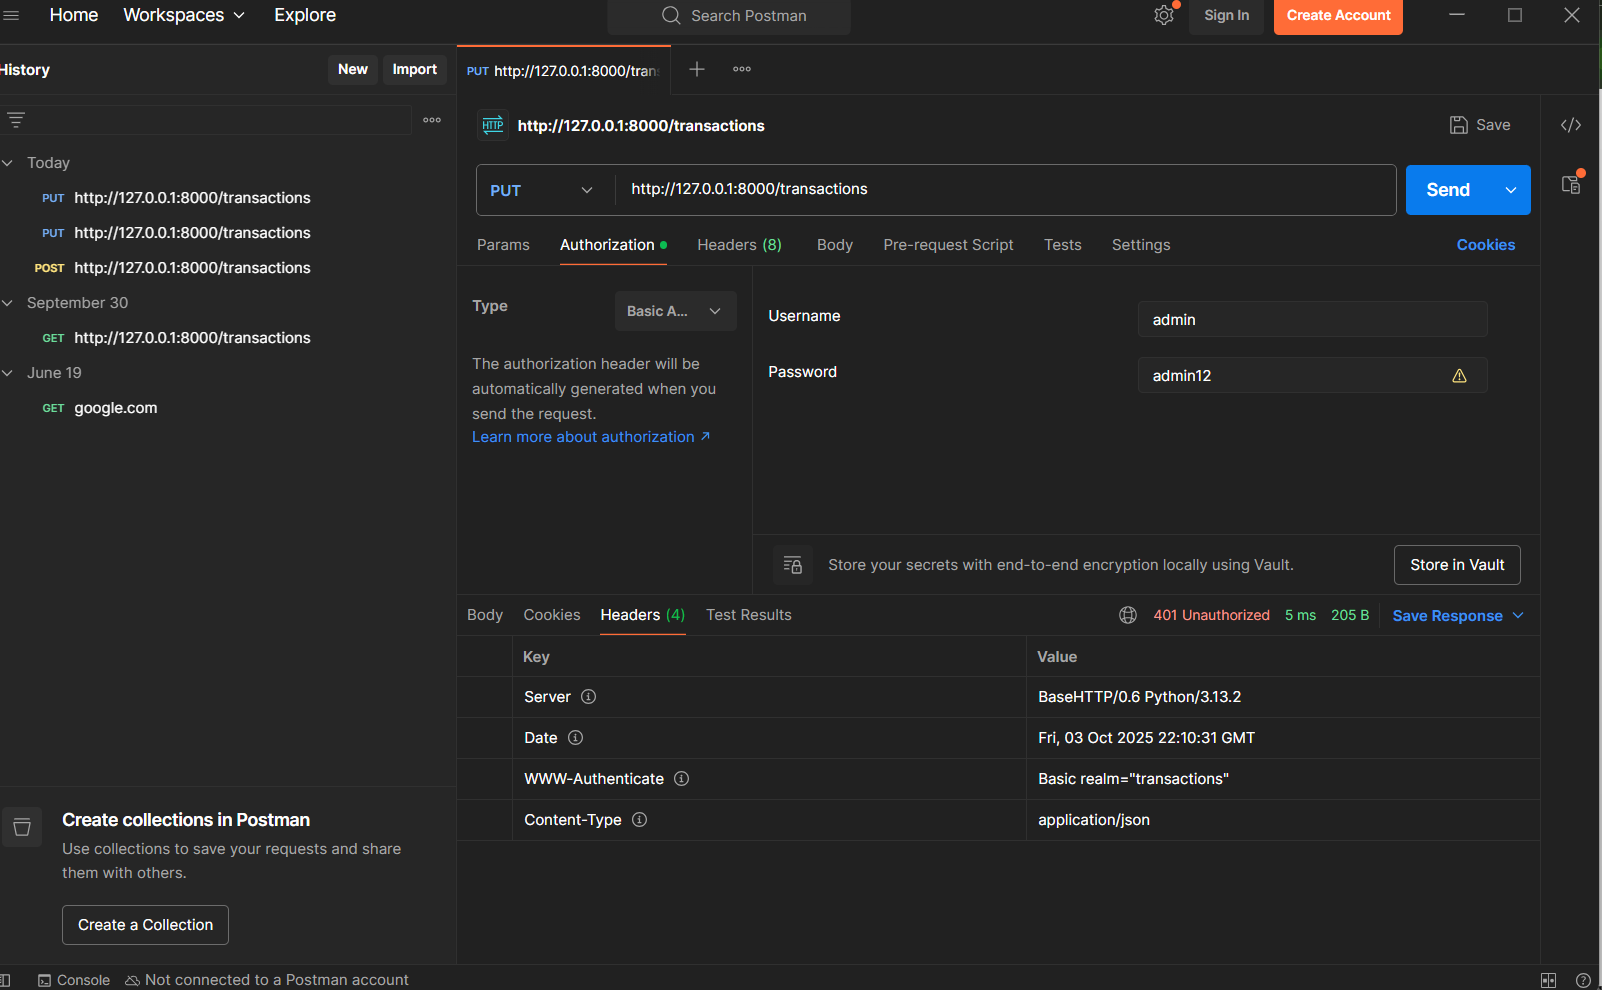 Home Workspaces Explore Search Postman Sign In Create Account
History New Import
Today
PUT http://127.0.0.1:8000/transactions
PUT http://127.0.0.1:8000/transactions
POST http://127.0.0.1:8000/transactions
September 30
GET http://127.0.0.1:8000/transactions
June 19
GET google.com
Create collections in Postman
Use collections to save your requests and share
them with others.
Create a Collection
PUT http://127.0.0.1:8000/tran
HTTP http://127.0.0.1:8000/transactions Save
PUT http://127.0.0.1:8000/transactions Send
Params Authorization Headers (8) Body Pre-request Script Tests Settings Cookies
Type Basic A...
The authorization header will be
automatically generated when you
send the request.
Learn more about authorization ↗
Username admin
Password admin12
Store your secrets with end-to-end encryption locally using Vault. Store in Vault
Body Cookies Headers (4) Test Results 401 Unauthorized 5 ms 205 B Save Response
Key Value
Server BaseHTTP/0.6 Python/3.13.2
Date Fri, 03 Oct 2025 22:10:31 GMT
WWW-Authenticate Basic realm="transactions"
Content-Type application/json
Console Not connected to a Postman account